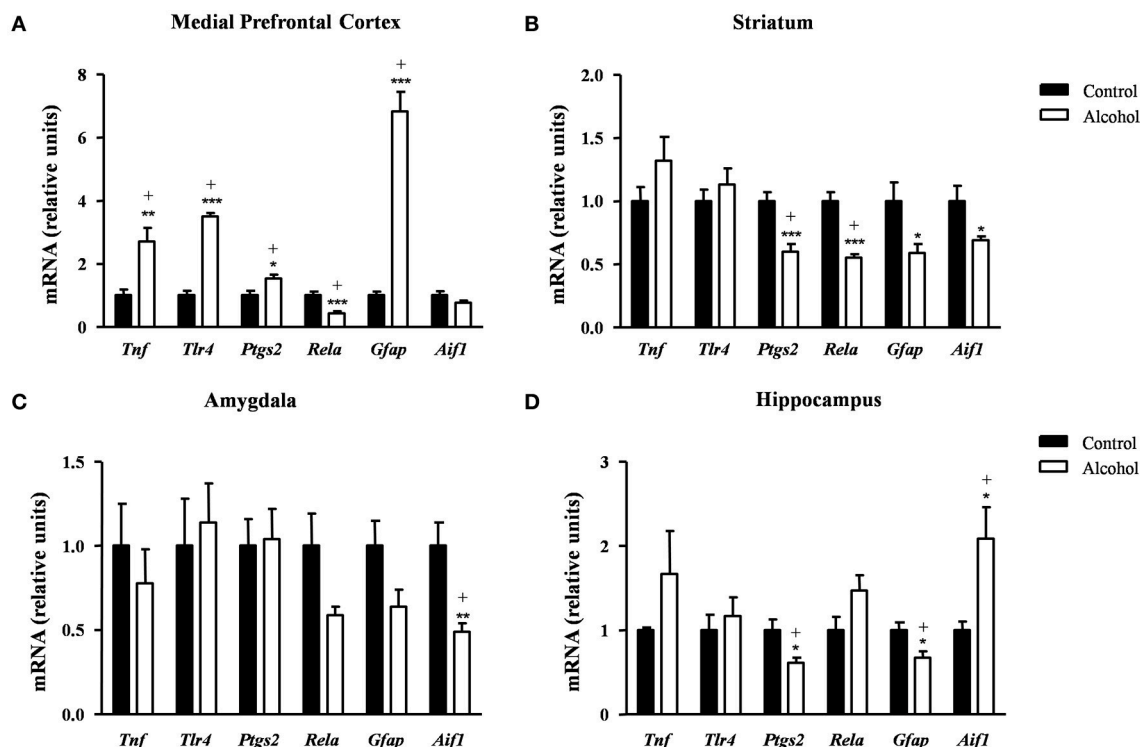 A
Medial Prefrontal Cortex
mRNA (relative units)
8
6
4
2
0
+
**
+
***
+
*
+
***
+
***
Tnf Tlr4 Ptgs2 Rela Gfap Aif1
B
Striatum
mRNA (relative units)
2.0
1.5
1.0
0.5
0.0
+
***
+
***
*
*
Tnf Tlr4 Ptgs2 Rela Gfap Aif1
Control
Alcohol
C
Amygdala
mRNA (relative units)
1.5
1.0
0.5
0.0
+
**
Tnf Tlr4 Ptgs2 Rela Gfap Aif1
D
Hippocampus
mRNA (relative units)
3
2
1
0
+
*
+
*
+
*
Tnf Tlr4 Ptgs2 Rela Gfap Aif1
Control
Alcohol